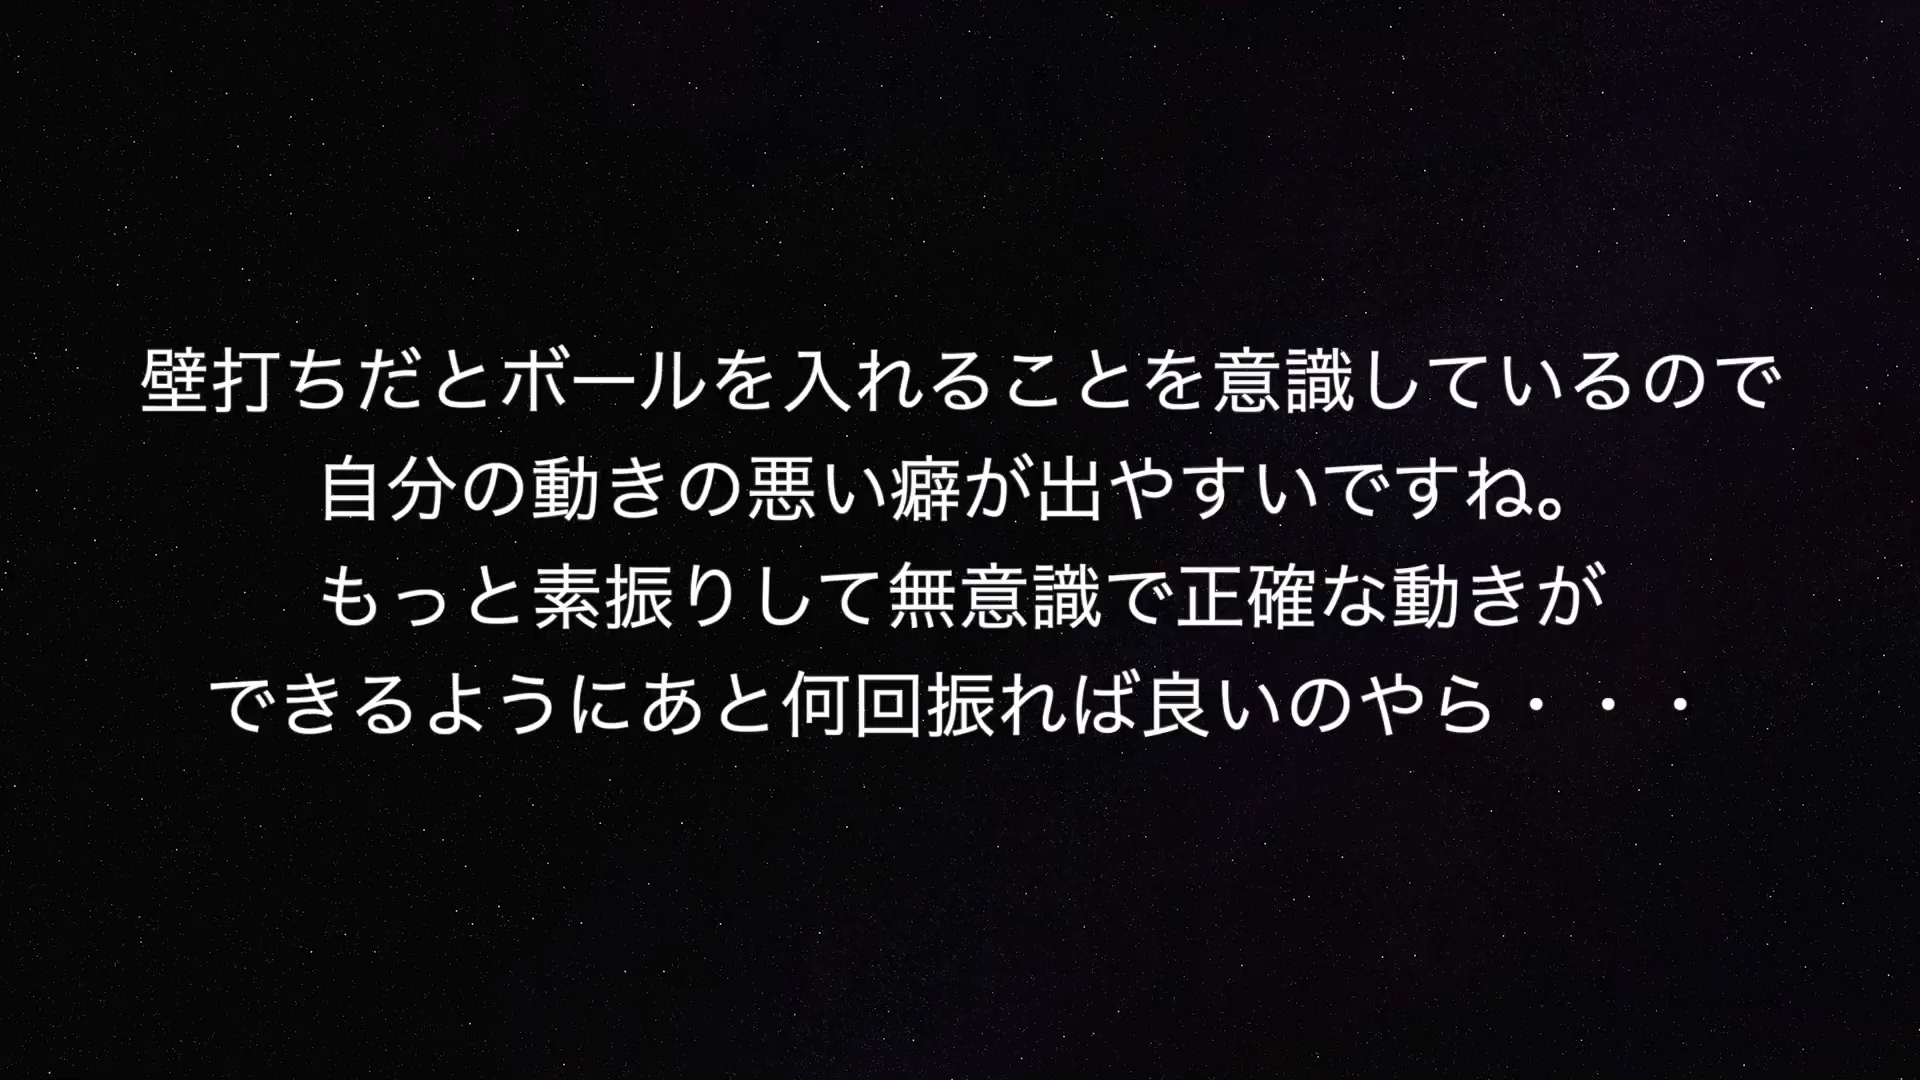 壁打ちだとボールを入れることを意識しているので
自分の動きの悪い癖が出やすいですね。
もっと素振りして無意識で正確な動きが
できるようにあと何回振れば良いのやら・・・